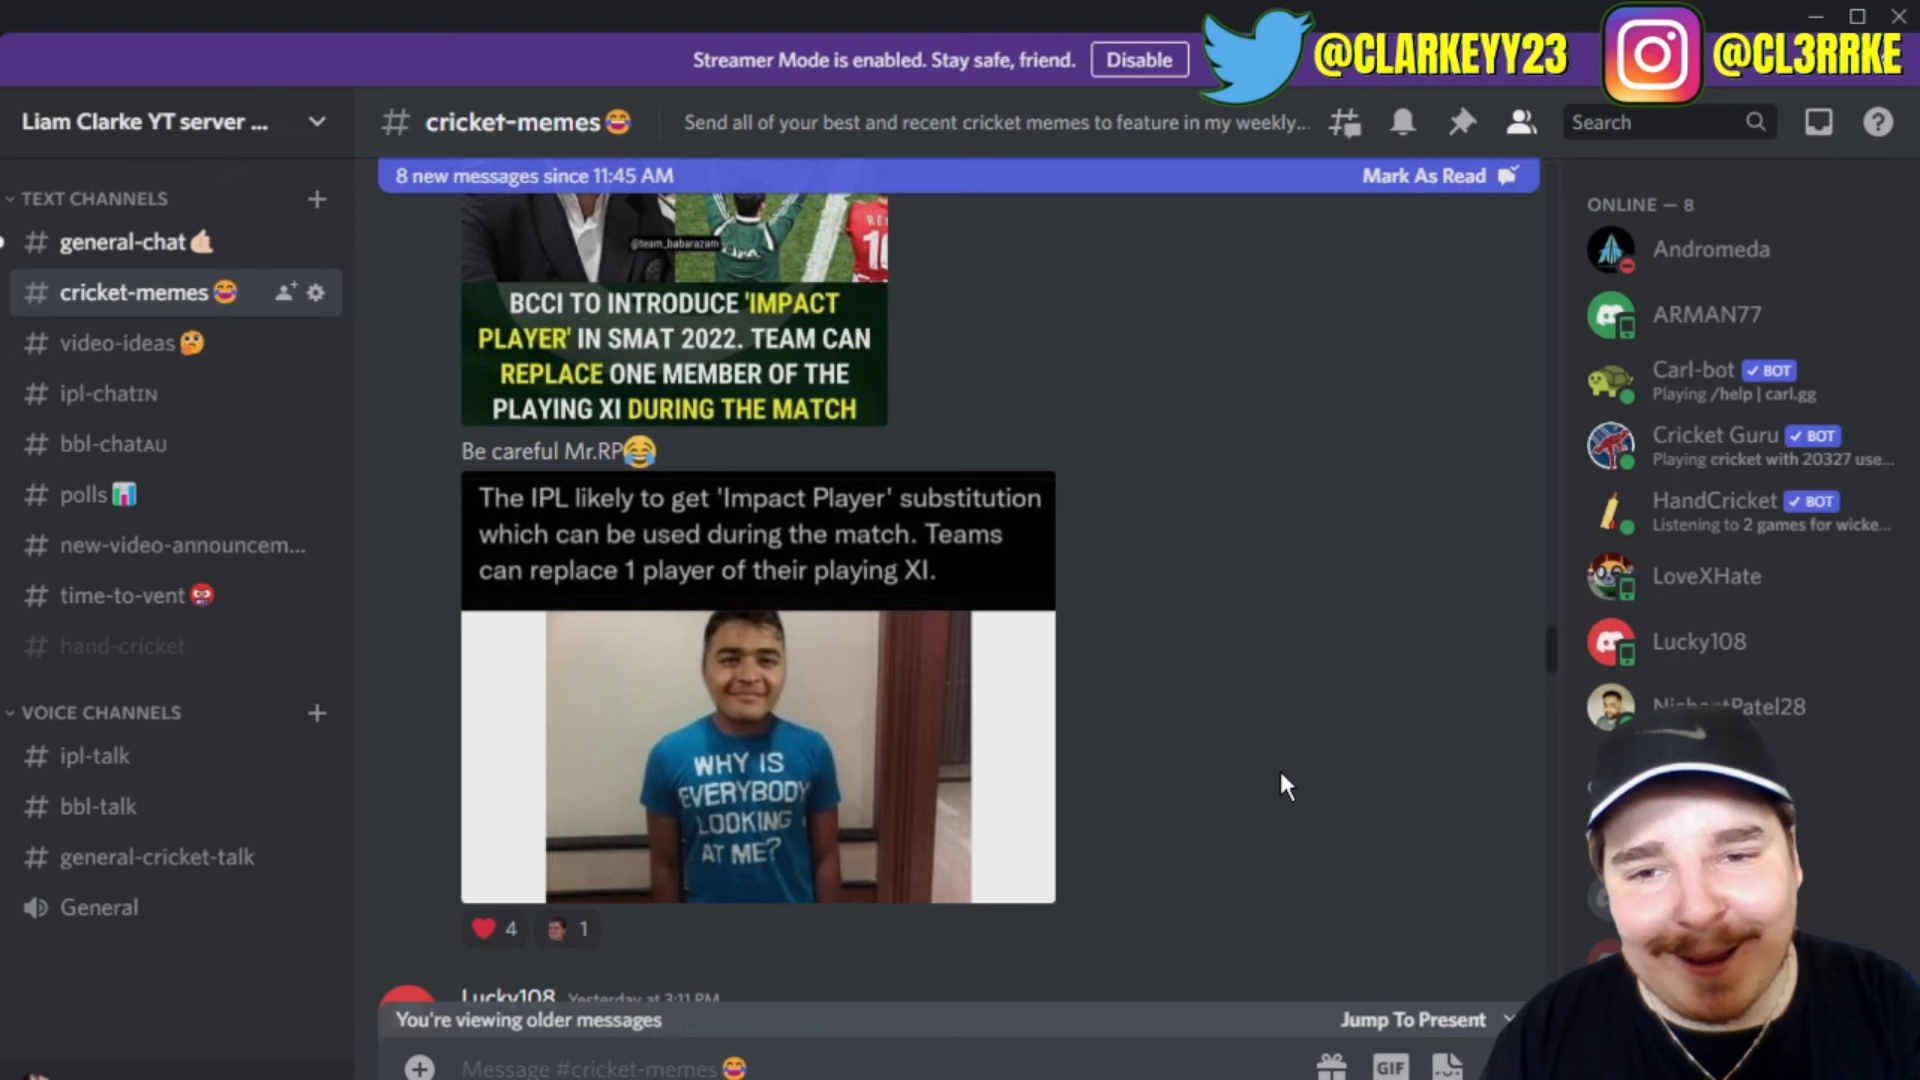 Streamer Mode is enabled. Stay safe, friend.
Disable
@CLARKEYY23
@CL3RRKE
Liam Clarke YT server ...
# cricket-memes😂
Send all of your best and recent cricket memes to feature in my weekly...
Search
8 new messages since 11:45 AM
Mark As Read
TEXT CHANNELS
# general-chat🤙🏻
# cricket-memes😂
# video-ideas🤔
# ipl-chatIN
# bbl-chatAU
# polls📊
# new-video-announcem...
# time-to-vent🤬
# hand-cricket
VOICE CHANNELS
# ipl-talk
# bbl-talk
# general-cricket-talk
General
@team_babarazam
10
BCCI TO INTRODUCE 'IMPACT
PLAYER' IN SMAT 2022. TEAM CAN
REPLACE ONE MEMBER OF THE
PLAYING XI DURING THE MATCH
Be careful Mr.RP😂
The IPL likely to get 'Impact Player' substitution
which can be used during the match. Teams
can replace 1 player of their playing XI.
WHY IS
EVERYBODY
LOOKING
AT ME?
❤️ 4
1
Lucky108 Yesterday at 3:11 PM
You're viewing older messages
Jump To Present
Message #cricket-memes😂
GIF
ONLINE — 8
Andromeda
ARMAN77
Carl-bot ✓ BOT
Playing /help | carl.gg
Cricket Guru ✓ BOT
Playing cricket with 20327 use...
HandCricket ✓ BOT
Listening to 2 games for wicke...
LoveXHate
Lucky108
NishantPatel28